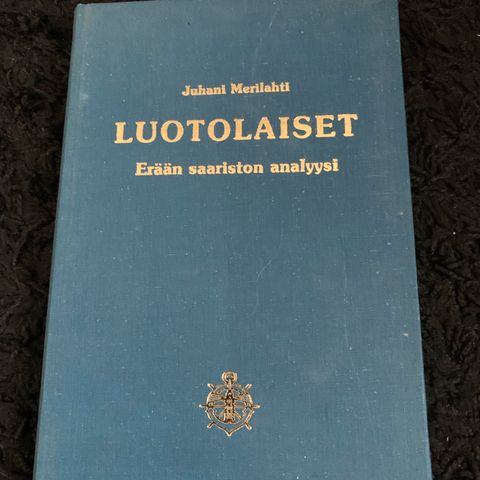 Juhani Merilahti
LUOTOLAISET
Erään saariston analyysi